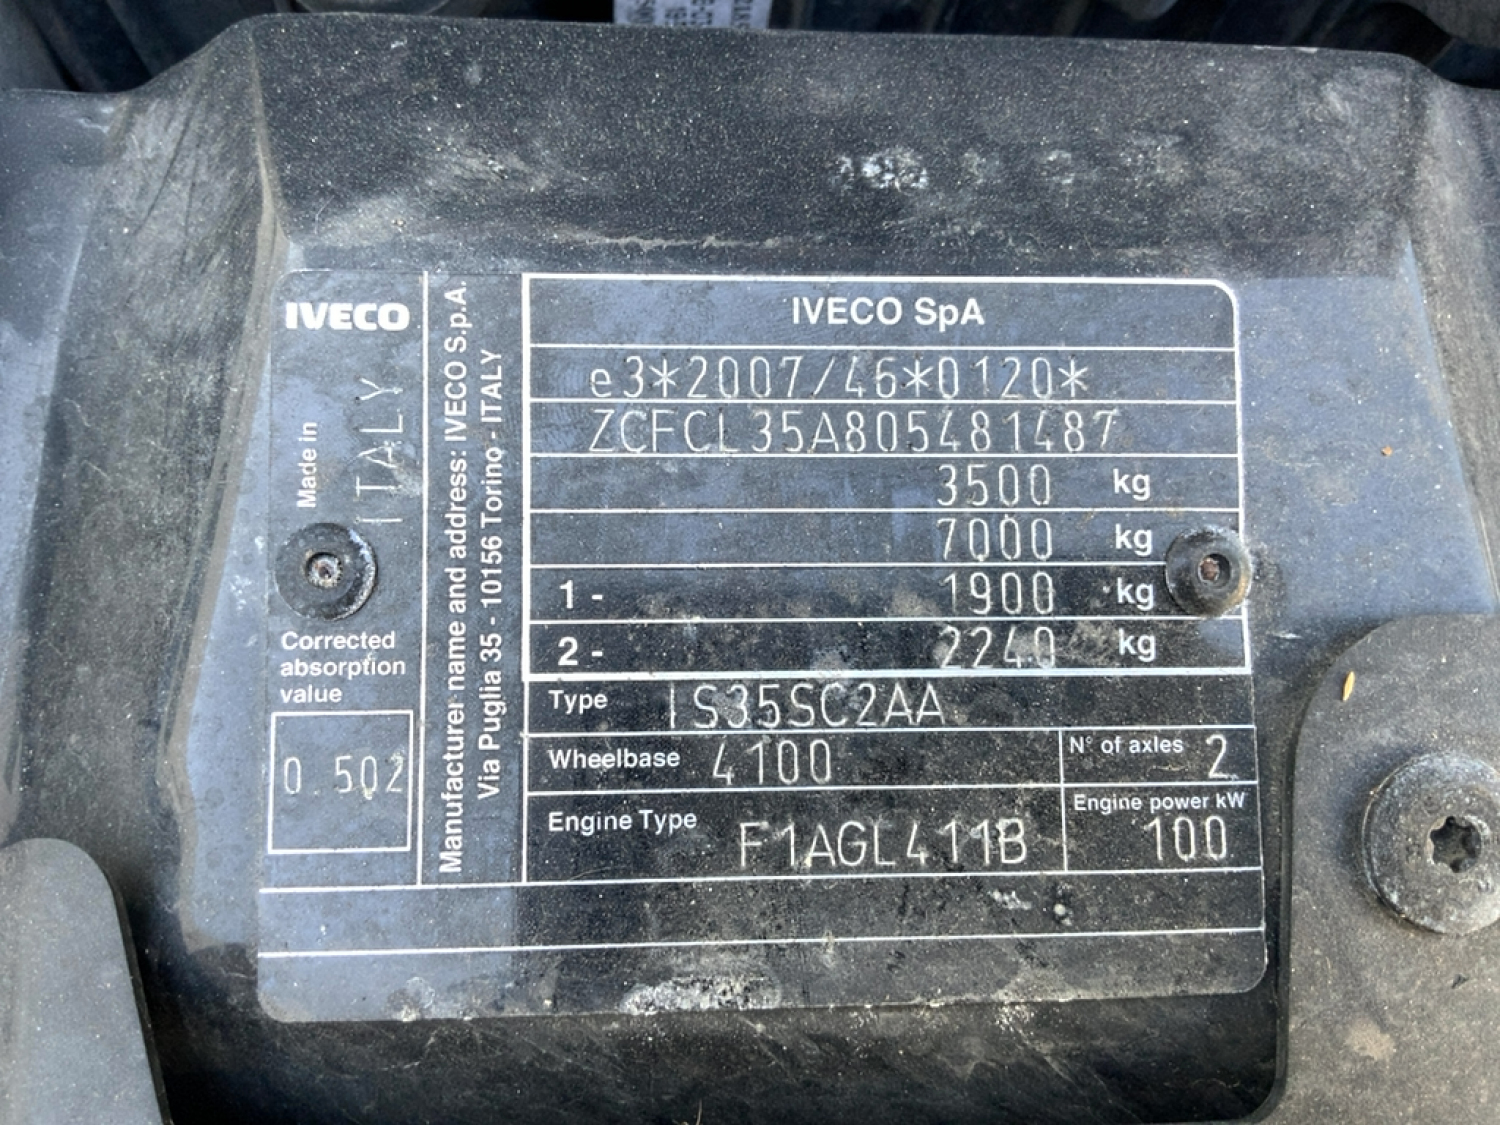 IVECO
Made in
ITALY
Corrected
absorption
value
0.502
Manufacturer name and address: IVECO S.p.A.
Via Puglia 35 - 10156 Torino - ITALY
IVECO SpA
e3*2007/46*0120*
ZCFCL35A805481487
3500 kg
7000 kg
1- 1900 kg
2- 2240 kg
Type IS35SC2AA
Wheelbase 4100
N° of axles 2
Engine Type F1AGL411B
Engine power kW
100